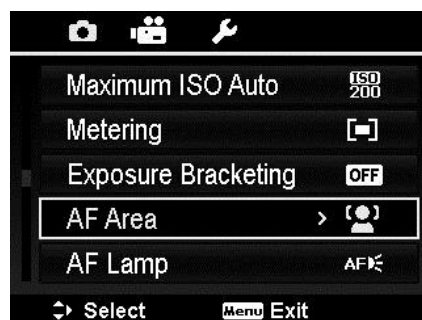 Maximum ISO Auto ISO 200
Metering
Exposure Bracketing OFF
AF Area >
AF Lamp AF
Select Menu Exit